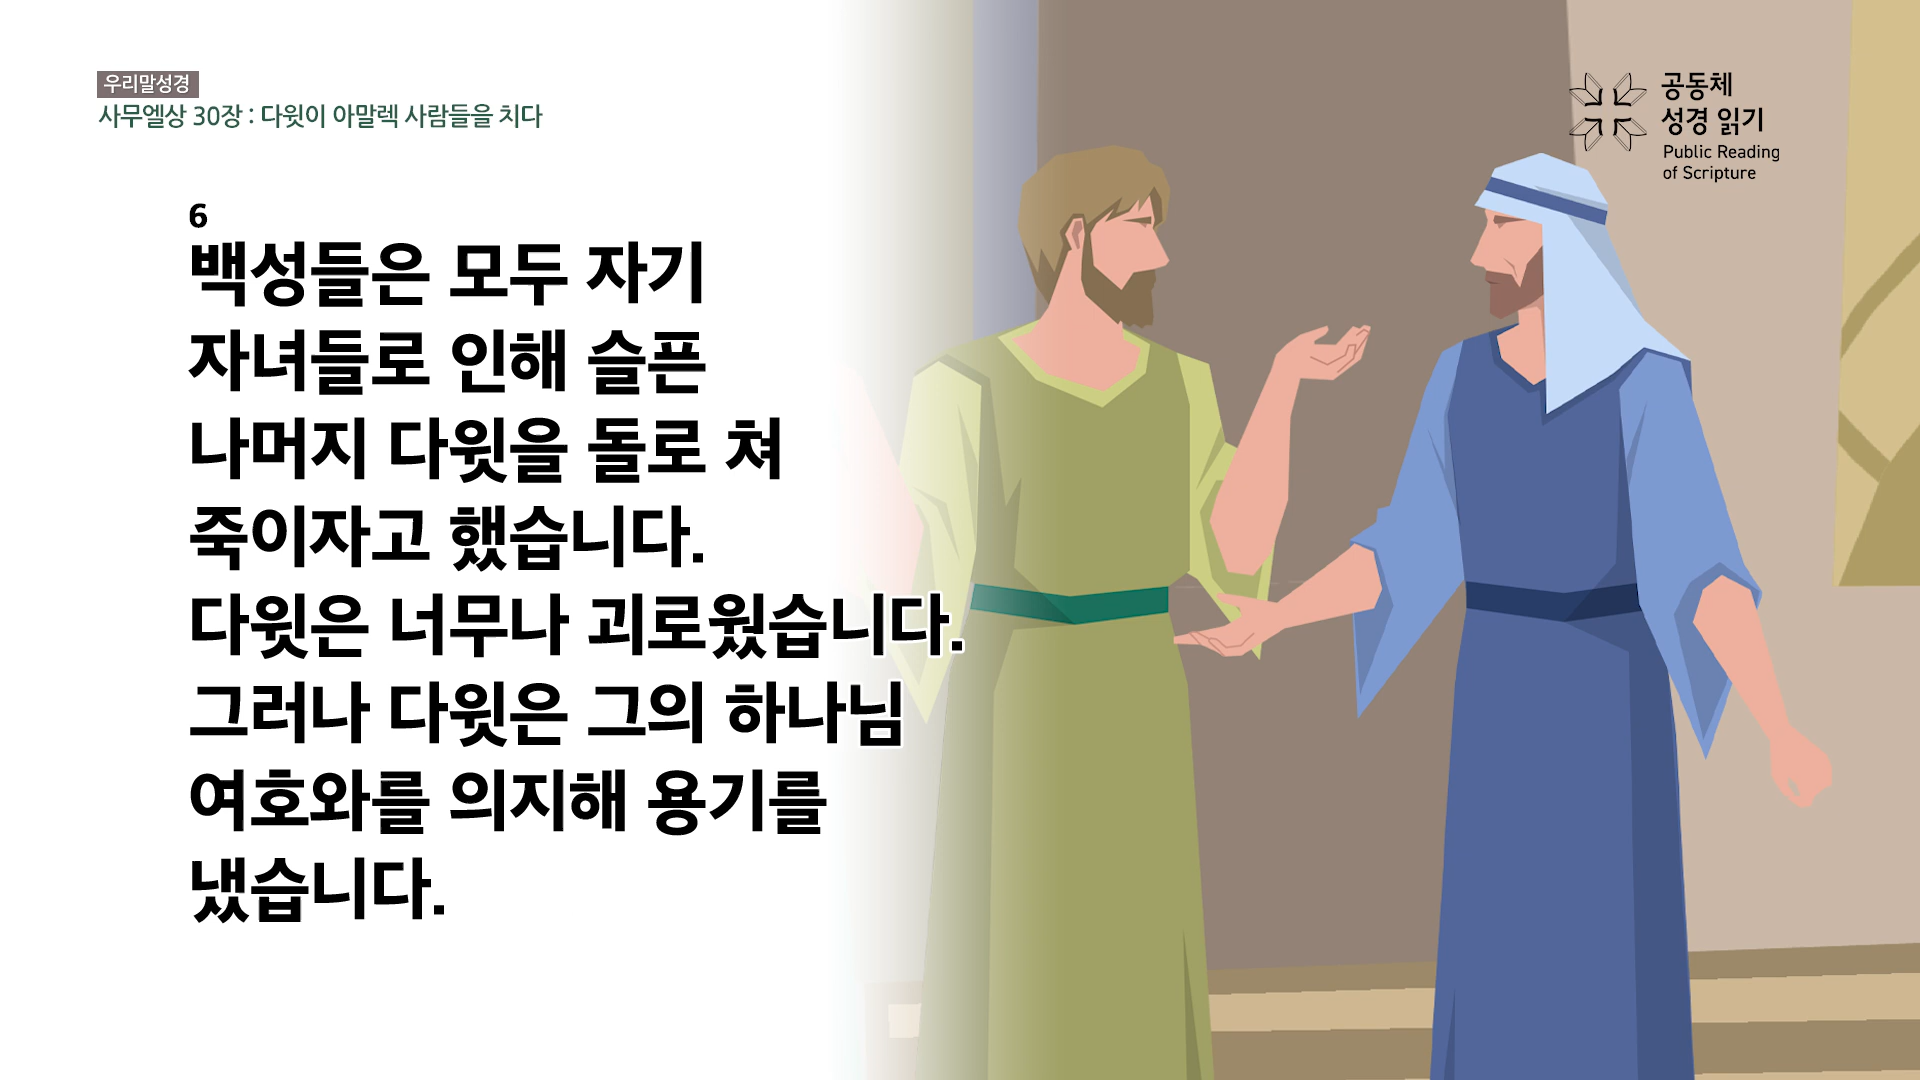 우리말성경
사무엘상 30장 : 다윗이 아말렉 사람들을 치다
공동체
성경 읽기
Public Reading
of Scripture
6
백성들은 모두 자기
자녀들로 인해 슬픈
나머지 다윗을 돌로 쳐
죽이자고 했습니다.
다윗은 너무나 괴로웠습니다.
그러나 다윗은 그의 하나님
여호와를 의지해 용기를
냈습니다.